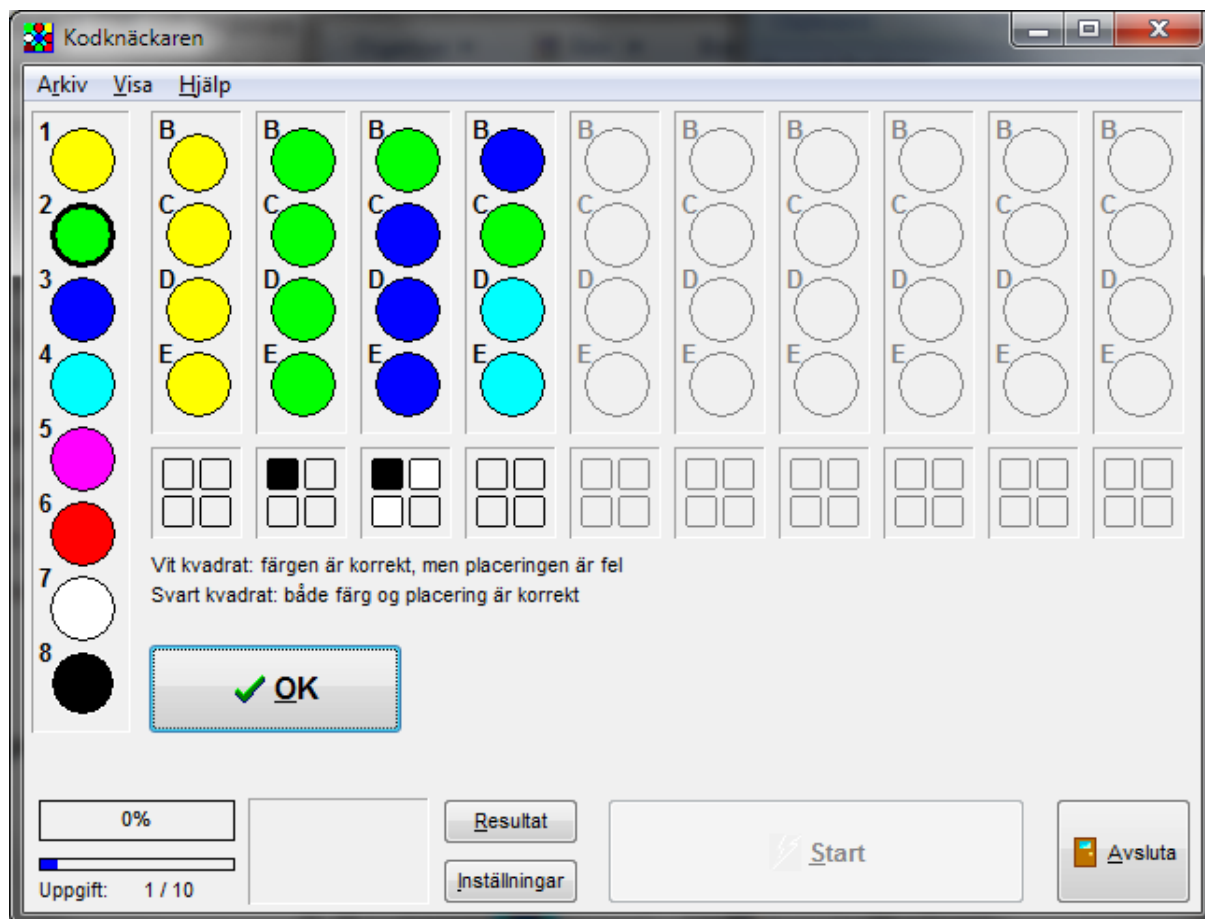 Kodknäckaren
Arkiv Visa Hjälp
1 B B B B B B B B B B
2 C C C C C C C C C C
3 D D D D D D D D D D
4 E E E E E E E E E E
5
6
7
8
Vit kvadrat: färgen är korrekt, men placeringen är fel
Svart kvadrat: både färg og placering är korrekt
OK
0%
Uppgift: 1 / 10
Resultat
Inställningar
Start
Avsluta